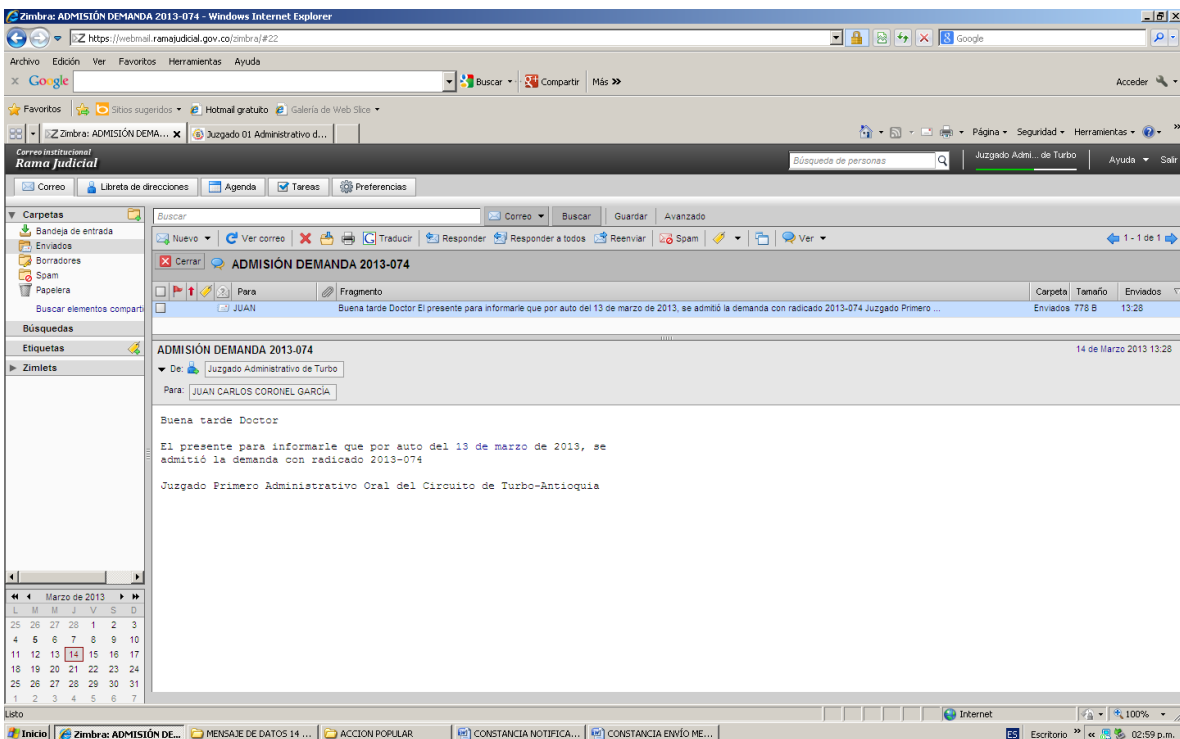 Zimbra: ADMISIÓN DEMANDA 2013-074 - Windows Internet Explorer
https://webmail.ramajudicial.gov.co/zimbra/#22
Google
Archivo Edición Ver Favoritos Herramientas Ayuda
Google Buscar Compartir Más >> Acceder
Favoritos Sitios sugeridos Hotmail gratuito Galería de Web Slice
Zimbra: ADMISIÓN DEMA... Juzgado 01 Administrativo d... Página Seguridad Herramientas
Correo institucional
Rama Judicial
Búsqueda de personas Juzgado Admi... de Turbo Ayuda Salir
Correo Libreta de direcciones Agenda Tareas Preferencias
Carpetas
Bandeja de entrada
Enviados
Borradores
Spam
Papelera
Buscar elementos comparti
Búsquedas
Etiquetas
Zimlets
Buscar Correo Buscar Guardar Avanzado
Nuevo Ver correo Traducir Responder Responder a todos Reenviar Spam Ver 1 - 1 de 1
Cerrar ADMISIÓN DEMANDA 2013-074
Para Fragmento Carpeta Tamaño Enviados
JUAN Buena tarde Doctor El presente para informarle que por auto del 13 de marzo de 2013, se admitió la demanda con radicado 2013-074 Juzgado Primero ... Enviados 778 B 13:28
ADMISIÓN DEMANDA 2013-074 14 de Marzo 2013 13:28
De: Juzgado Administrativo de Turbo
Para: JUAN CARLOS CORONEL GARCÍA
Buena tarde Doctor
El presente para informarle que por auto del 13 de marzo de 2013, se
admitió la demanda con radicado 2013-074
Juzgado Primero Administrativo Oral del Circuito de Turbo-Antioquia
Marzo de 2013
L M M J V S D
25 26 27 28 1 2 3
4 5 6 7 8 9 10
11 12 13 14 15 16 17
18 19 20 21 22 23 24
25 26 27 28 29 30 31
1 2 3 4 5 6 7
Listo Internet 100%
Inicio Zimbra: ADMISIÓN DE... MENSAJE DE DATOS 14 ... ACCION POPULAR CONSTANCIA NOTIFICA... CONSTANCIA ENVÍO ME... ES Escritorio 02:59 p.m.